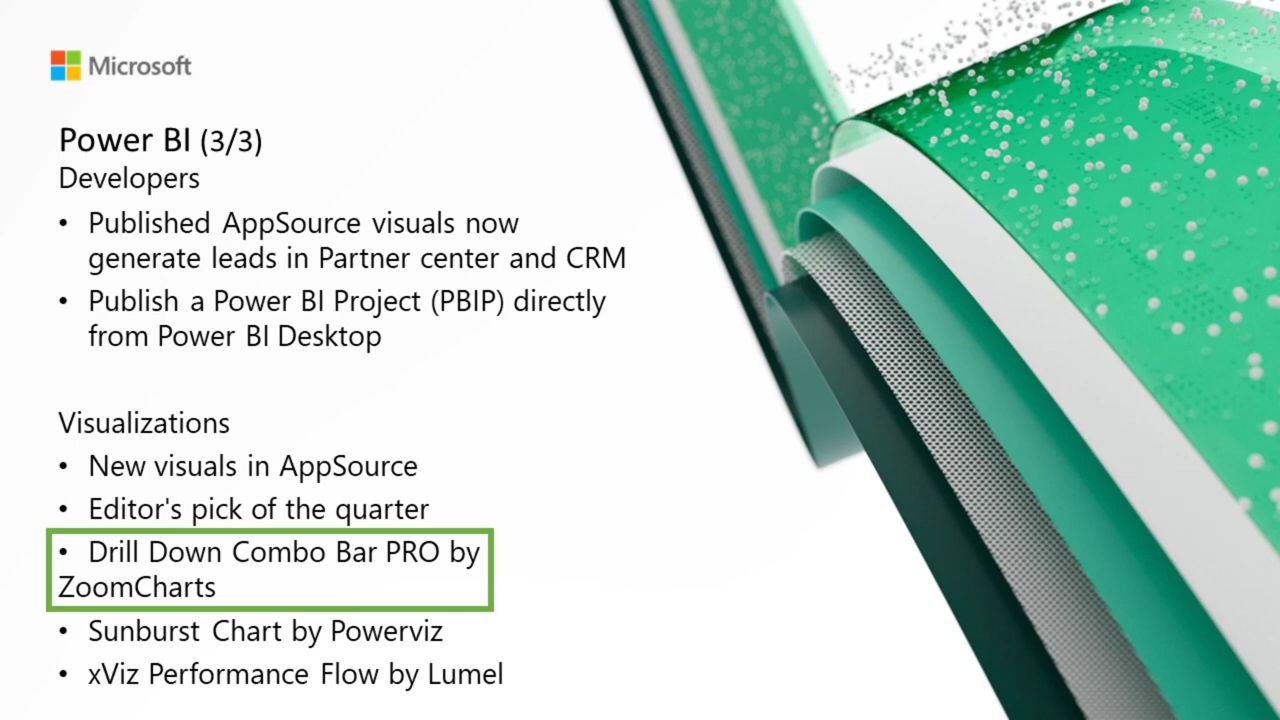 Microsoft
Power BI (3/3)
Developers
• Published AppSource visuals now
generate leads in Partner center and CRM
• Publish a Power BI Project (PBIP) directly
from Power BI Desktop
Visualizations
• New visuals in AppSource
• Editor's pick of the quarter
• Drill Down Combo Bar PRO by
ZoomCharts
• Sunburst Chart by Powerviz
• xViz Performance Flow by Lumel